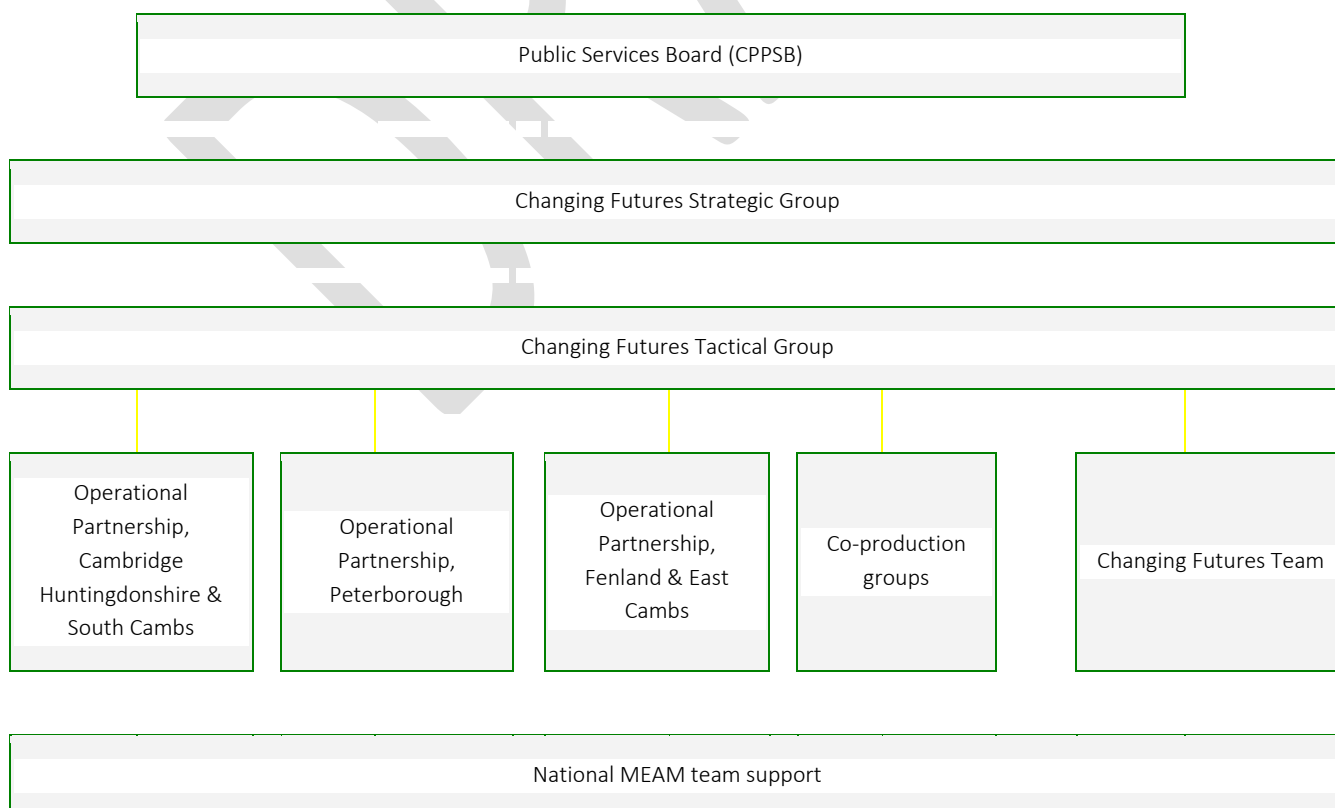 Public Services Board (CPPSB)
Changing Futures Strategic Group
Changing Futures Tactical Group
Operational
Partnership,
Cambridge
Huntingdonshire &
South Cambs
Operational
Partnership,
Peterborough
Operational
Partnership,
Fenland & East
Cambs
Co-production
groups
Changing Futures Team
National MEAM team support